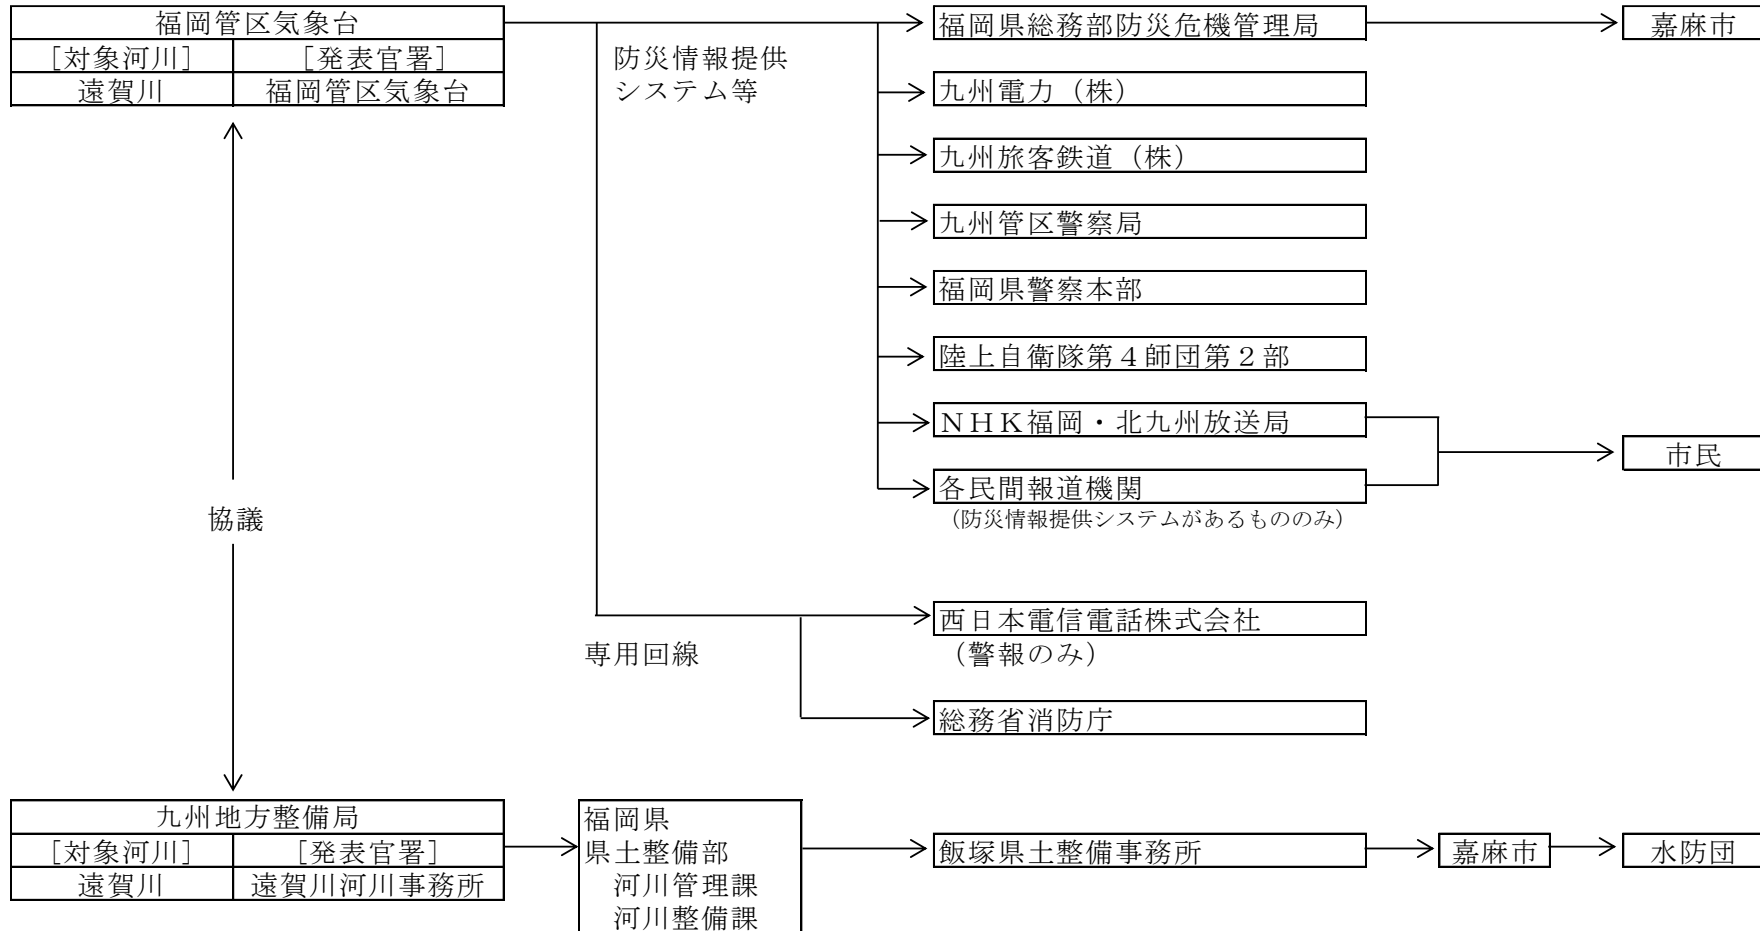 福岡管区気象台
[対象河川] [発表官署]
遠賀川 福岡管区気象台
防災情報提供
システム等
福岡県総務部防災危機管理局
嘉麻市
九州電力（株）
九州旅客鉄道（株）
九州管区警察局
福岡県警察本部
陸上自衛隊第４師団第２部
ＮＨＫ福岡・北九州放送局
各民間報道機関
（防災情報提供システムがあるもののみ）
市民
協議
専用回線
西日本電信電話株式会社
（警報のみ）
総務省消防庁
九州地方整備局
[対象河川] [発表官署]
遠賀川 遠賀川河川事務所
福岡県
県土整備部
河川管理課
河川整備課
飯塚県土整備事務所
嘉麻市
水防団